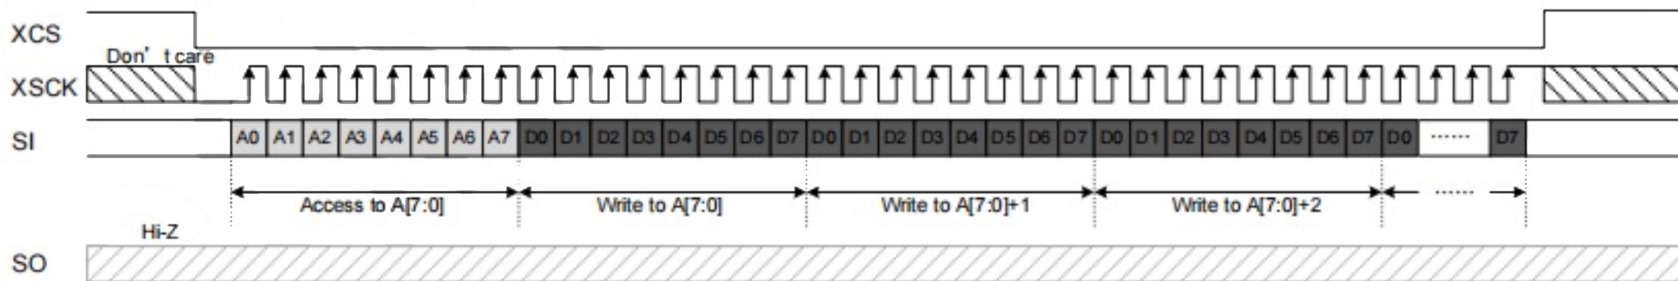 XCS
Don't care
XSCK
SI A0 A1 A2 A3 A4 A5 A6 A7 D0 D1 D2 D3 D4 D5 D6 D7 D0 D1 D2 D3 D4 D5 D6 D7 D0 D1 D2 D3 D4 D5 D6 D7 D0 ...... D7
......
Access to A[7:0] Write to A[7:0] Write to A[7:0]+1 Write to A[7:0]+2
Hi-Z
SO